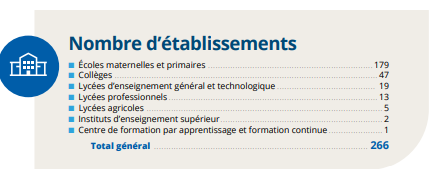 Nombre d'établissements
Écoles maternelles et primaires 179
Collèges 47
Lycées d'enseignement général et technologique 19
Lycées professionnels 13
Lycées agricoles 5
Instituts d'enseignement supérieur 2
Centre de formation par apprentissage et formation continue 1
Total général 266